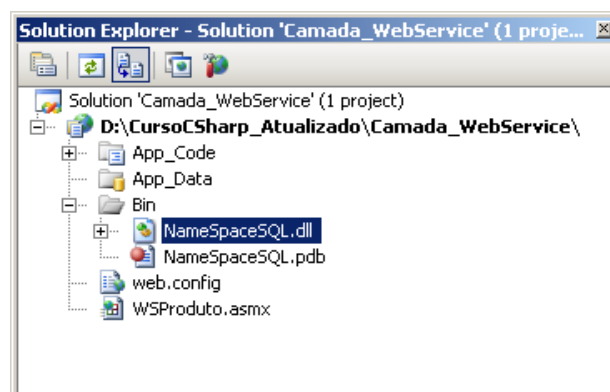 Solution Explorer - Solution 'Camada_WebService' (1 proje...
Solution 'Camada_WebService' (1 project)
D:\CursoCSharp_Atualizado\Camada_WebService\
App_Code
App_Data
Bin
NameSpaceSQL.dll
NameSpaceSQL.pdb
web.config
WSProduto.asmx